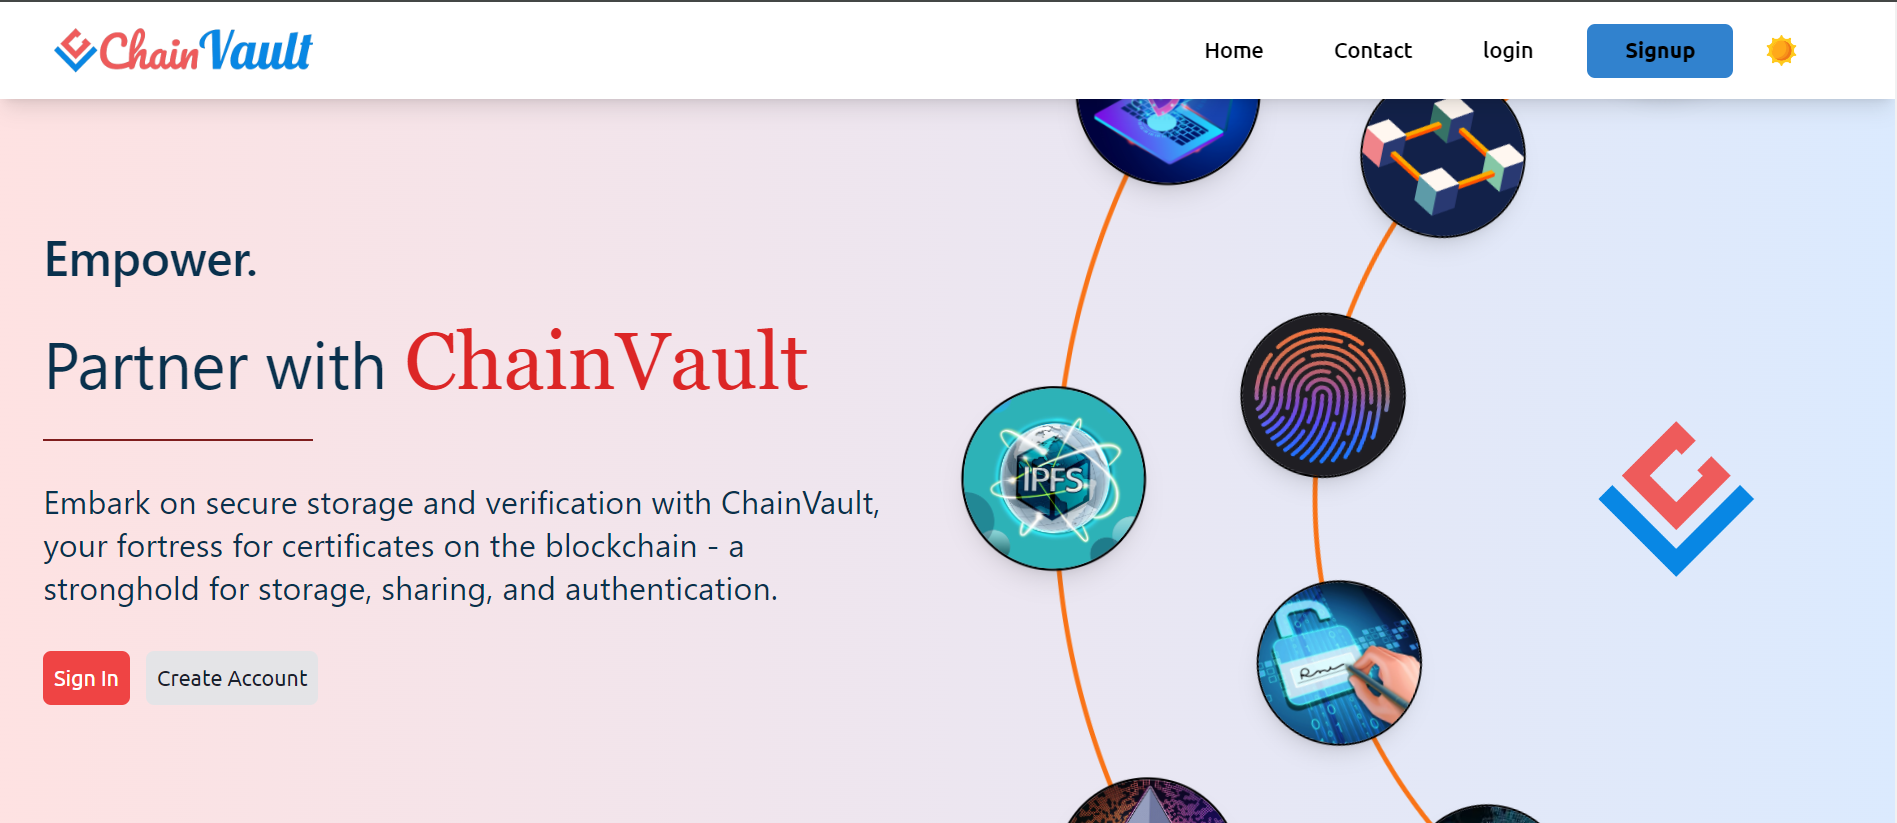 ChainVault
Home
Contact
login
Signup
Empower.
Partner with ChainVault
Embark on secure storage and verification with ChainVault,
your fortress for certificates on the blockchain - a
stronghold for storage, sharing, and authentication.
Sign In
Create Account
IPFS